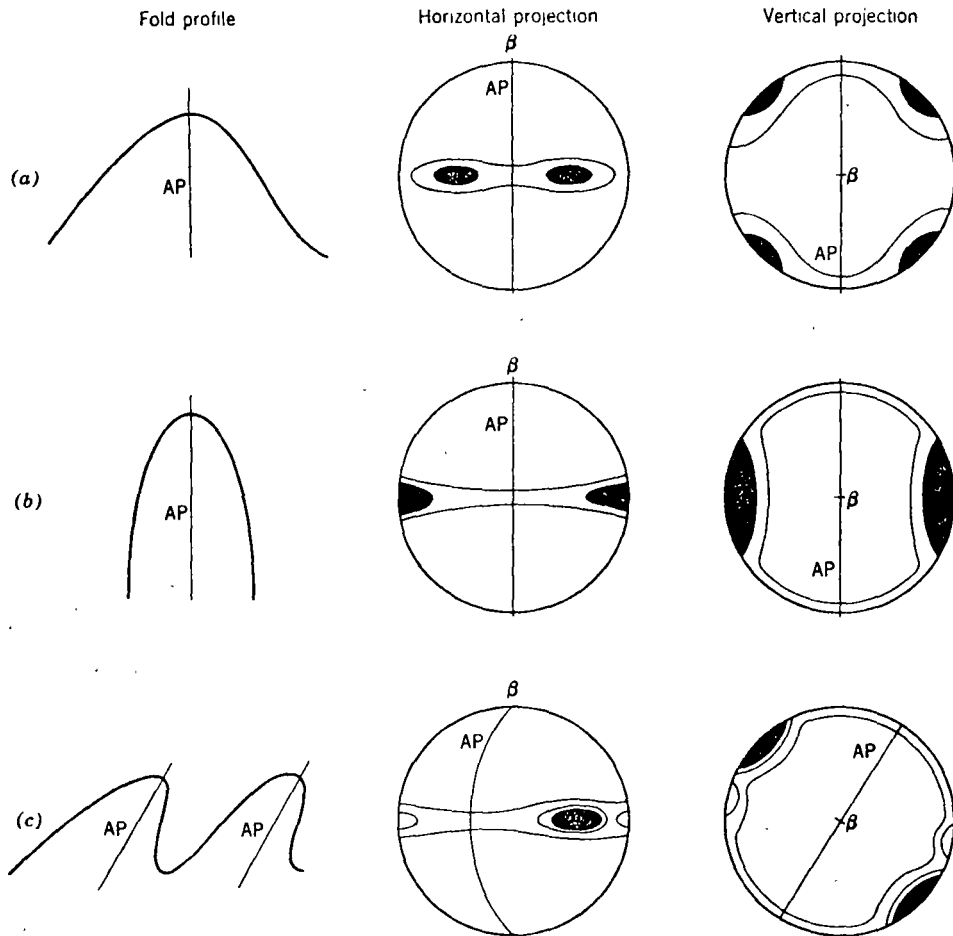 Fold profile Horizontal projection Vertical projection
β
AP
(a) AP β
AP
β
AP
(b) AP β
AP
β
AP AP
(c) AP AP β